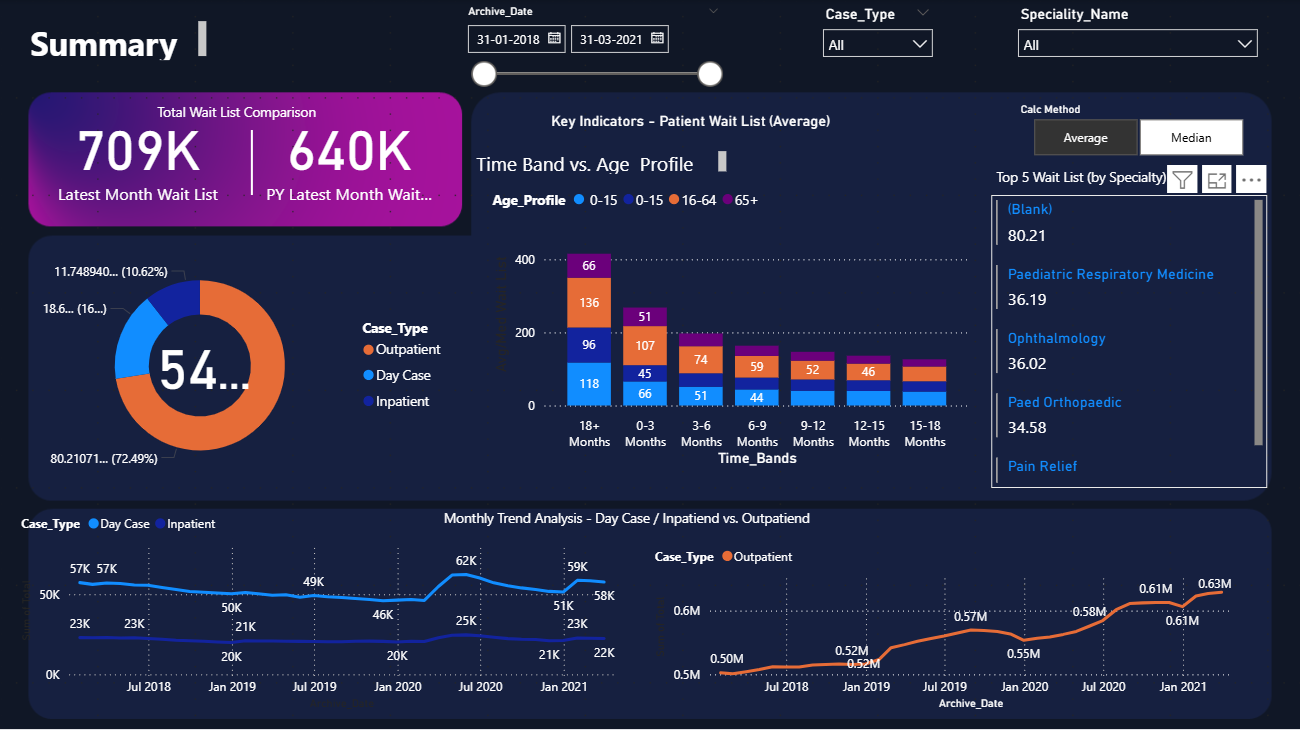 Summary
Archive_Date
31-01-2018
31-03-2021
Case_Type
All
Speciality_Name
All
Total Wait List Comparison
709K
640K
Latest Month Wait List
PY Latest Month Wait...
Key Indicators - Patient Wait List (Average)
Calc Method
Average
Median
Time Band vs. Age Profile
Age_Profile 0-15 0-15 16-64 65+
400
200
0
66
136
96
118
51
107
45
66
74
51
59
44
52
46
18+ Months
0-3 Months
3-6 Months
6-9 Months
9-12 Months
12-15 Months
15-18 Months
Time_Bands
Top 5 Wait List (by Specialty)
(Blank)
80.21
Paediatric Respiratory Medicine
36.19
Ophthalmology
36.02
Paed Orthopaedic
34.58
Pain Relief
11.748940... (10.62%)
18.6... (16...)
54...
80.21071... (72.49%)
Case_Type
Outpatient
Day Case
Inpatient
Monthly Trend Analysis - Day Case / Inpatiend vs. Outpatiend
Case_Type Day Case Inpatient
50K
0K
57K 57K
50K
49K
46K
62K
51K
59K
58K
23K
23K
20K
21K
20K
25K
21K
23K
22K
Jul 2018
Jan 2019
Jul 2019
Jan 2020
Jul 2020
Jan 2021
Case_Type Outpatient
0.6M
0.5M
0.50M
0.52M
0.52M
0.57M
0.55M
0.58M
0.61M
0.61M
0.63M
Jul 2018
Jan 2019
Jul 2019
Jan 2020
Jul 2020
Jan 2021
Archive_Date